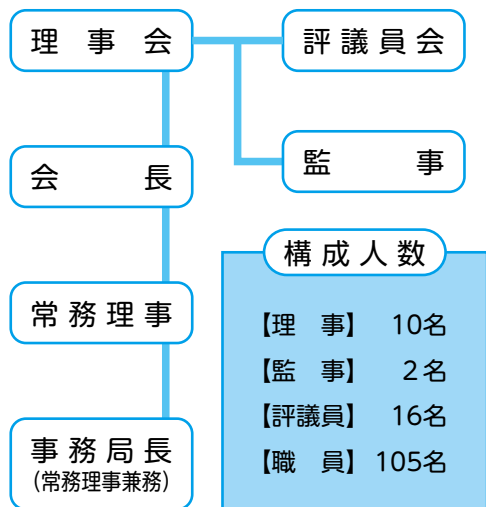 理事会
評議員会
監事
会長
常務理事
事務局長
(常務理事兼務)
構成人数
【理　事】 10名
【監　事】 2名
【評議員】 16名
【職　員】 105名